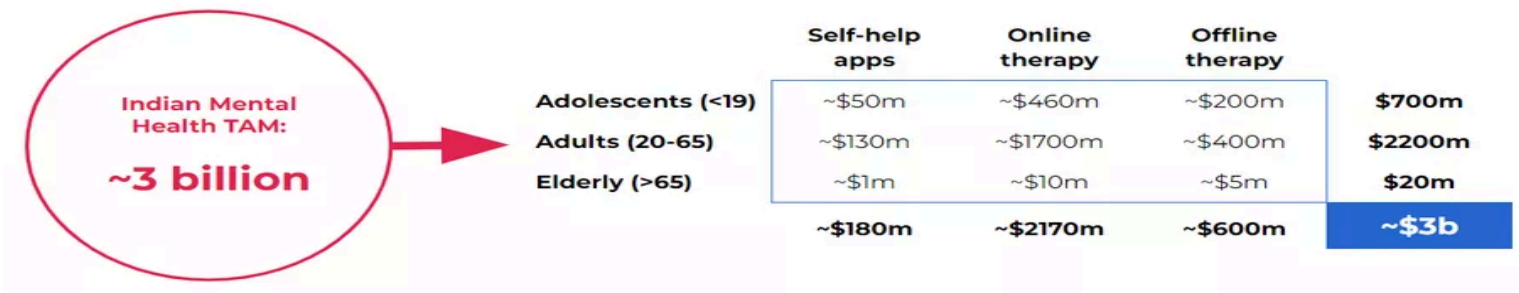 Indian Mental
Health TAM:
~3 billion
Self-help apps Online therapy Offline therapy
Adolescents (<19) ~$50m ~$460m ~$200m $700m
Adults (20-65) ~$130m ~$1700m ~$400m $2200m
Elderly (>65) ~$1m ~$10m ~$5m $20m
~$180m ~$2170m ~$600m ~$3b